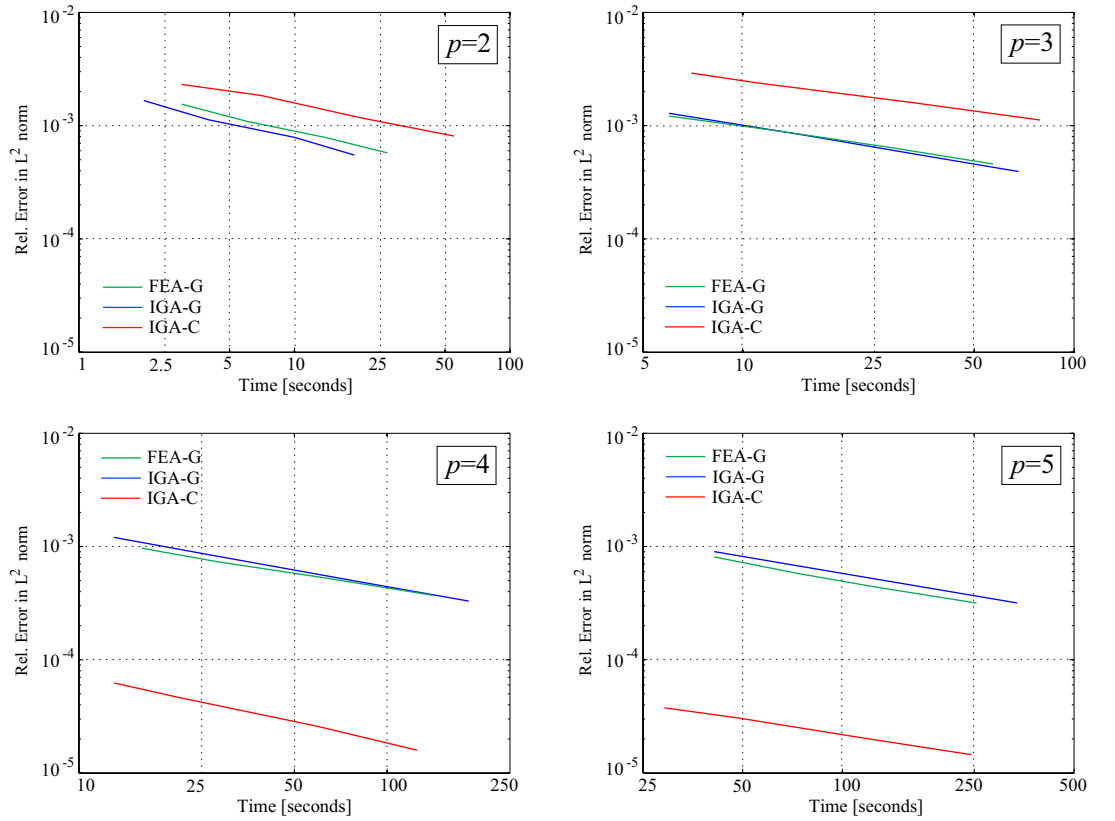 10-2
p=2
10-3
Rel. Error in L2 norm
10-4
FEA-G
IGA-G
IGA-C
10-5
1 2.5 5 10 25 50 100
Time [seconds]
10-2
p=3
10-3
Rel. Error in L2 norm
10-4
FEA-G
IGA-G
IGA-C
10-5
5 10 25 50 100
Time [seconds]
10-2
FEA-G
IGA-G
IGA-C
p=4
10-3
Rel. Error in L2 norm
10-4
10-5
10 25 50 100 250
Time [seconds]
10-2
FEA-G
IGA-G
IGA-C
p=5
10-3
Rel. Error in L2 norm
10-4
10-5
25 50 100 250 500
Time [seconds]